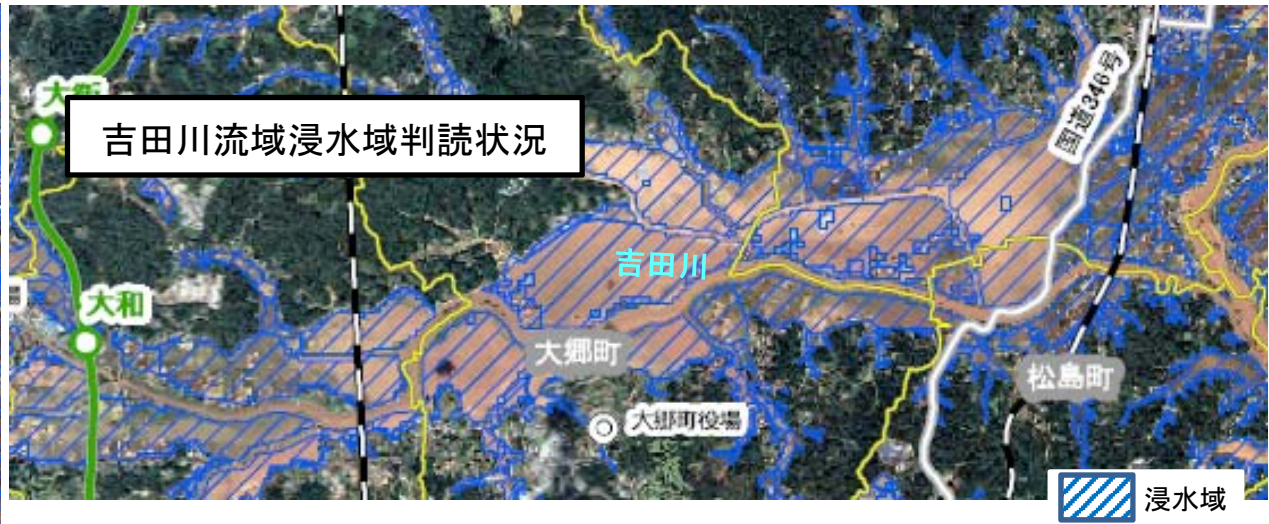 吉田川流域浸水域判読状況
国道346号
吉田川
大和
大郷町
松島町
大郷町役場
浸水域